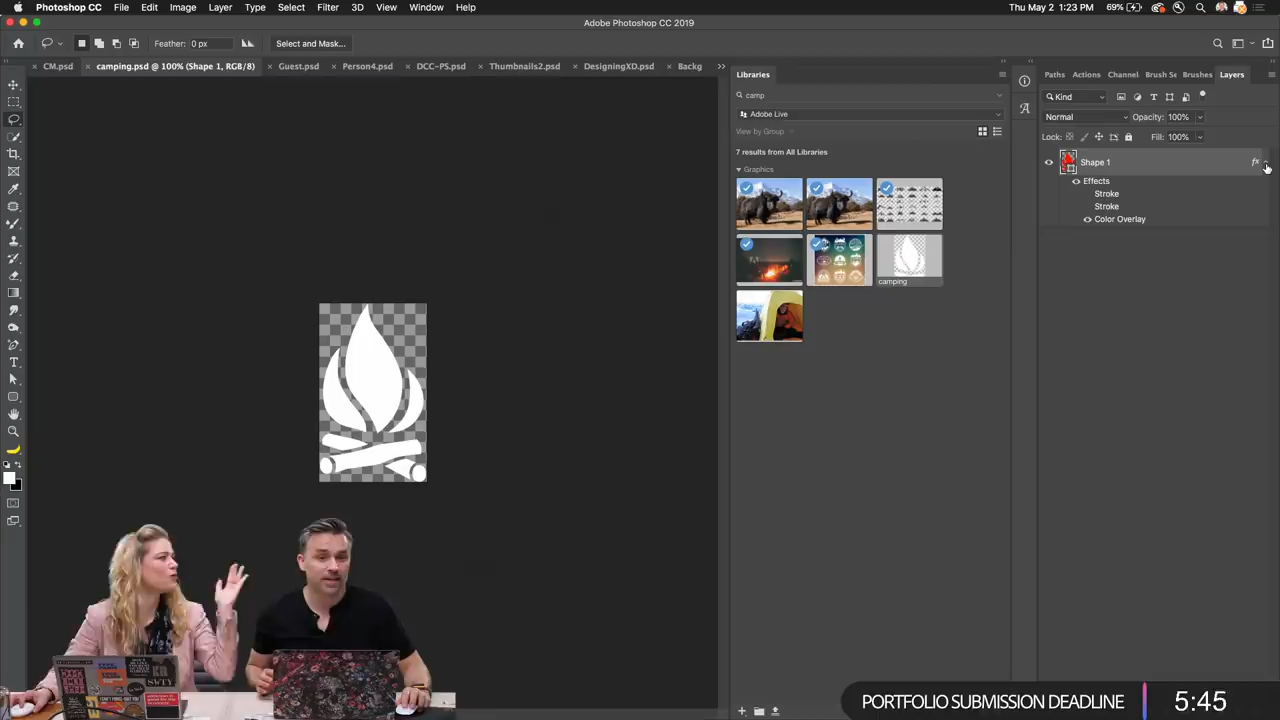 Photoshop CC File Edit Image Layer Type Select Filter 3D View Window Help 69% Thu May 2 1:23 PM
Adobe Photoshop CC 2019
Feather: 0 px Select and Mask...
CM.psd camping.psd @ 100% (Shape 1, RGB/8) Guest.psd Person4.psd DCC-PS.psd Thumbnails2.psd DesigningXD.psd Backg
Libraries
camp
Adobe Live
View by Group
7 results from All Libraries
Graphics
camping
Paths Actions Channel Brush Se Brushes Layers
Kind
Normal Opacity: 100%
Lock: Fill: 100%
Shape 1 fx
Effects
Stroke
Stroke
Color Overlay
PORTFOLIO SUBMISSION DEADLINE 5:45